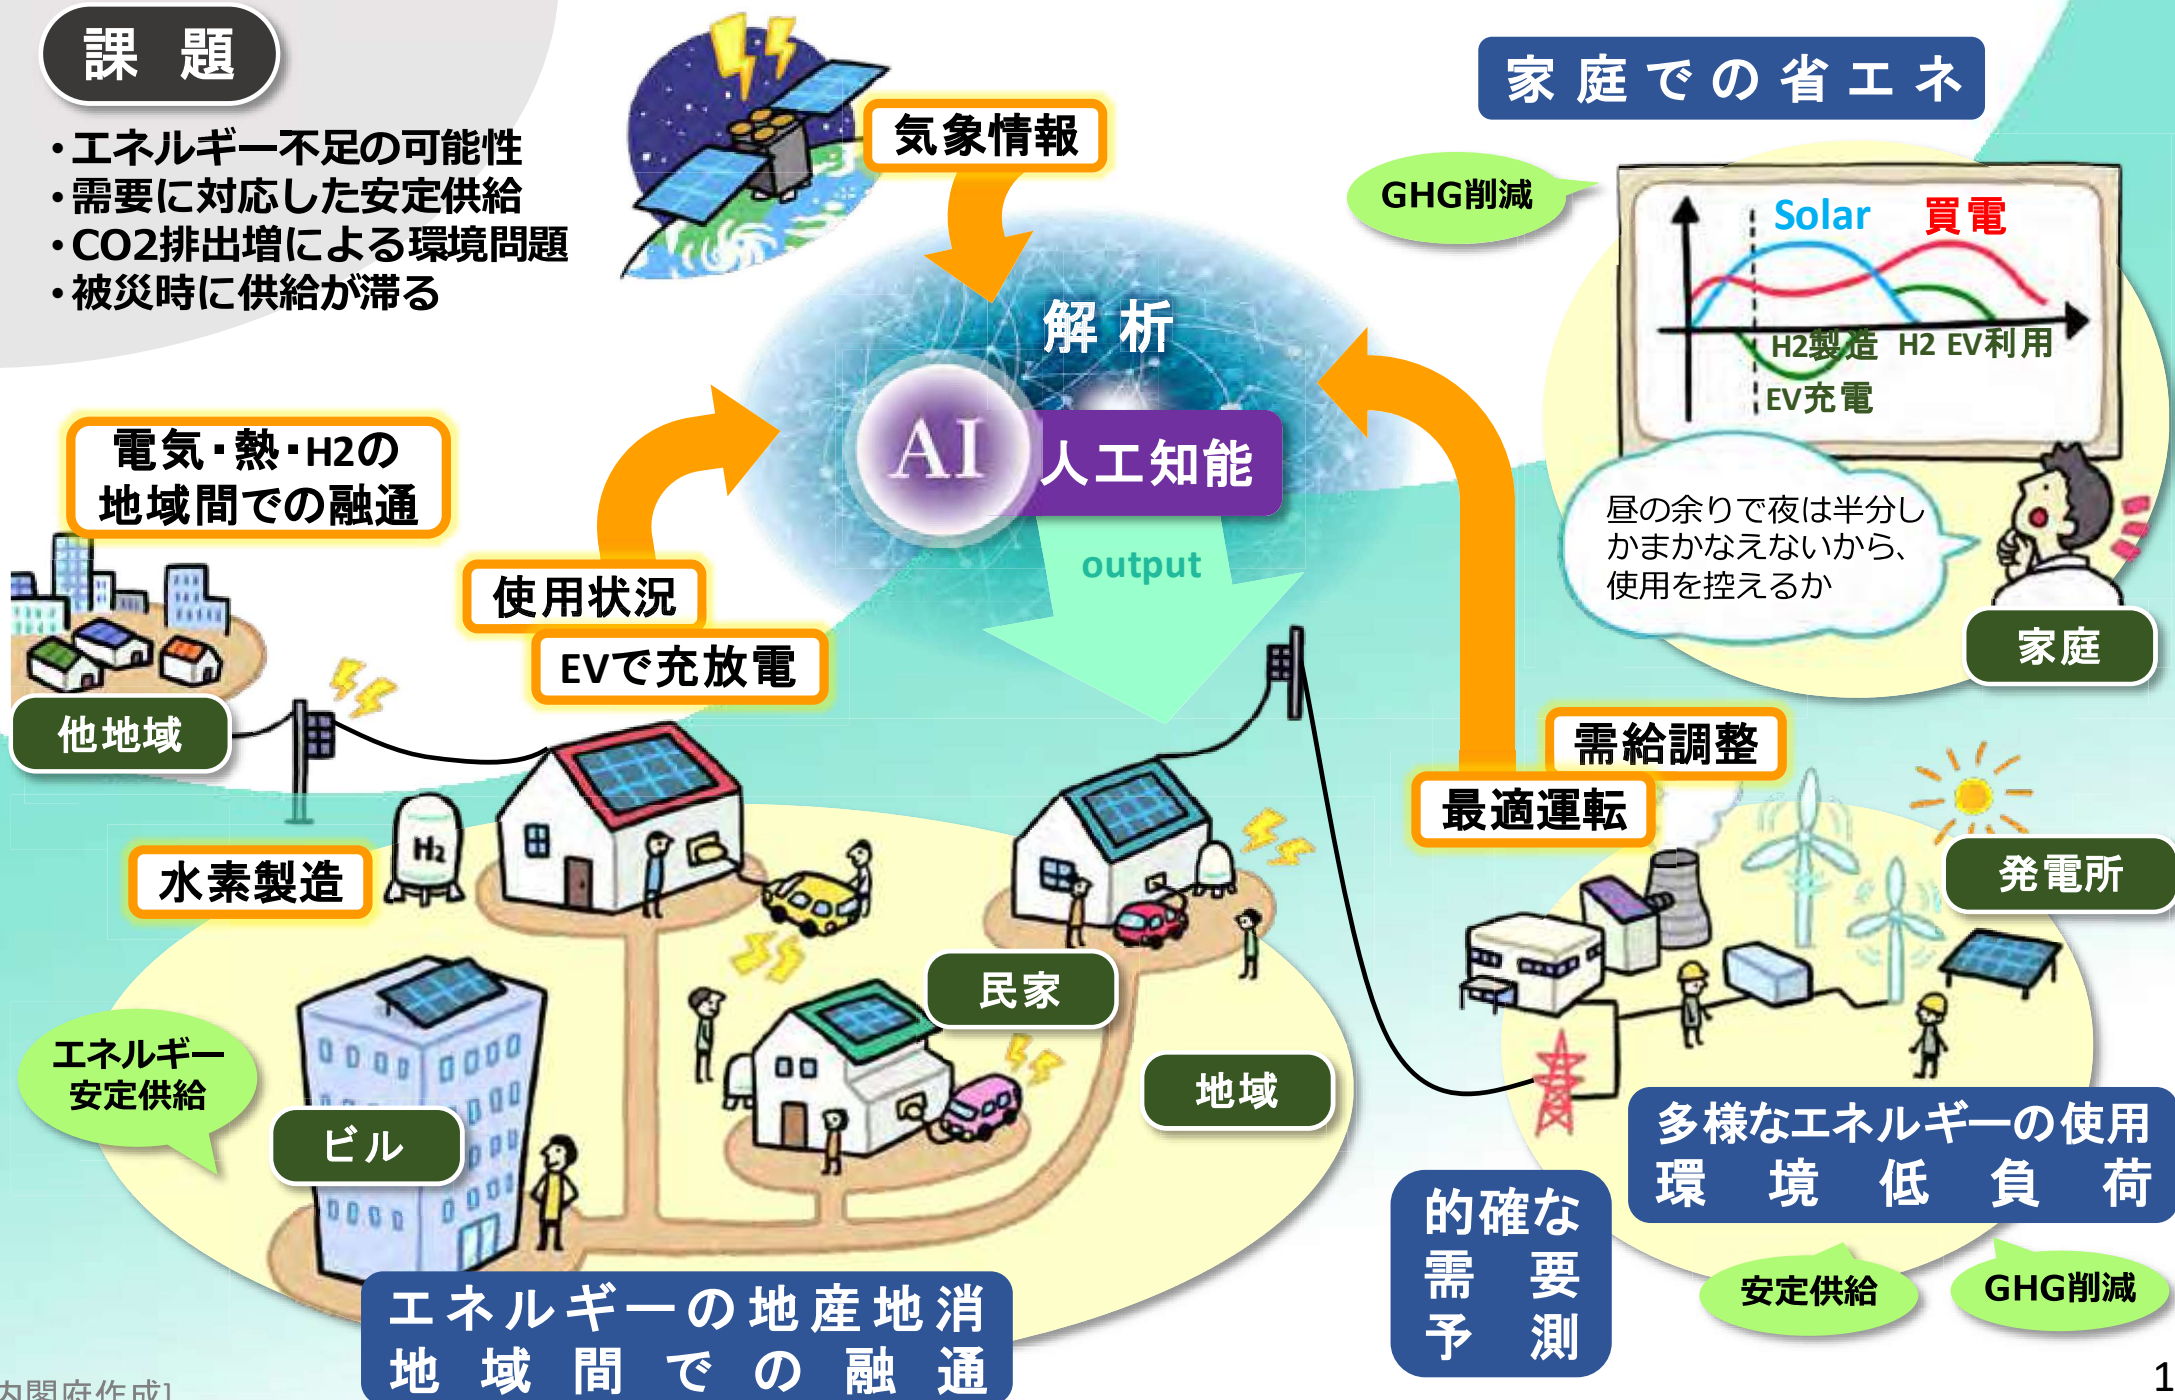 課題
・エネルギー不足の可能性
・需要に対応した安定供給
・CO2排出増による環境問題
・被災時に供給が滞る
気象情報
家庭での省エネ
GHG削減
Solar
買電
H2製造
H2 EV利用
EV充電
昼の余りで夜は半分し
かまかなえないから、
使用を控えるか
家庭
解析
AI
人工知能
output
電気・熱・H2の
地域間での融通
使用状況
EVで充放電
他地域
水素製造
H2
需給調整
最適運転
発電所
民家
地域
エネルギー
安定供給
ビル
多様なエネルギーの使用
環境低負荷
的確な
需要
予測
安定供給
GHG削減
エネルギーの地産地消
地域間での融通
内閣府作成]
1